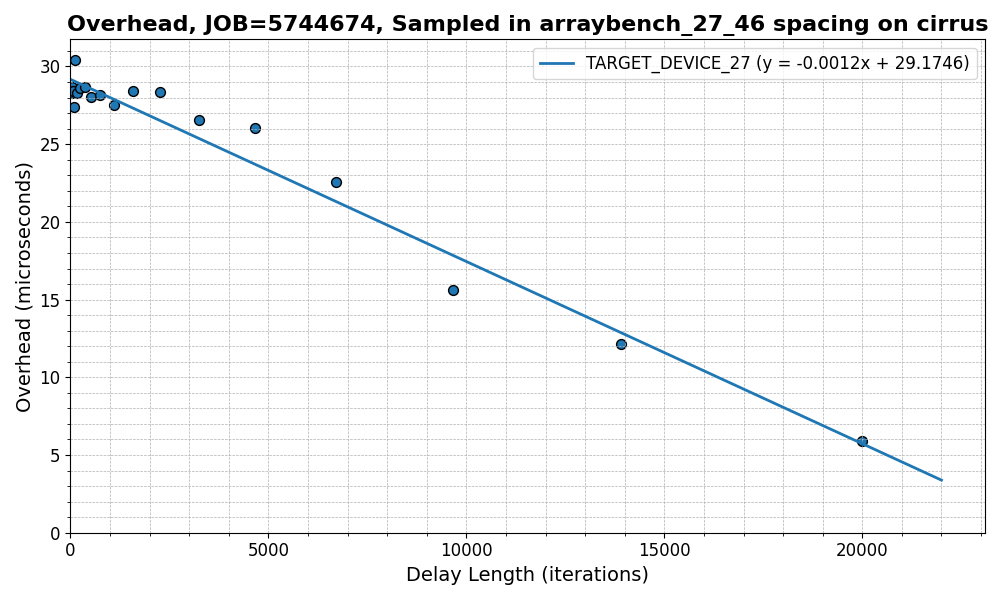 Overhead, JOB=5744674, Sampled in arraybench_27_46 spacing on cirrus
TARGET_DEVICE_27 (y = -0.0012x + 29.1746)
Overhead (microseconds)
30
25
20
15
10
5
0
0 5000 10000 15000 20000
Delay Length (iterations)